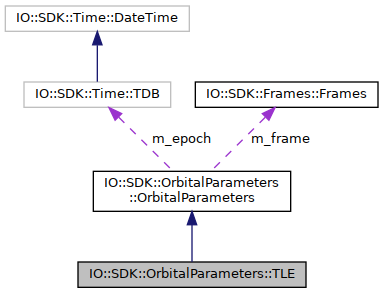 IO::SDK::Time::DateTime
IO::SDK::Time::TDB
IO::SDK::Frames::Frames
m_epoch
m_frame
IO::SDK::OrbitalParameters
::OrbitalParameters
IO::SDK::OrbitalParameters::TLE